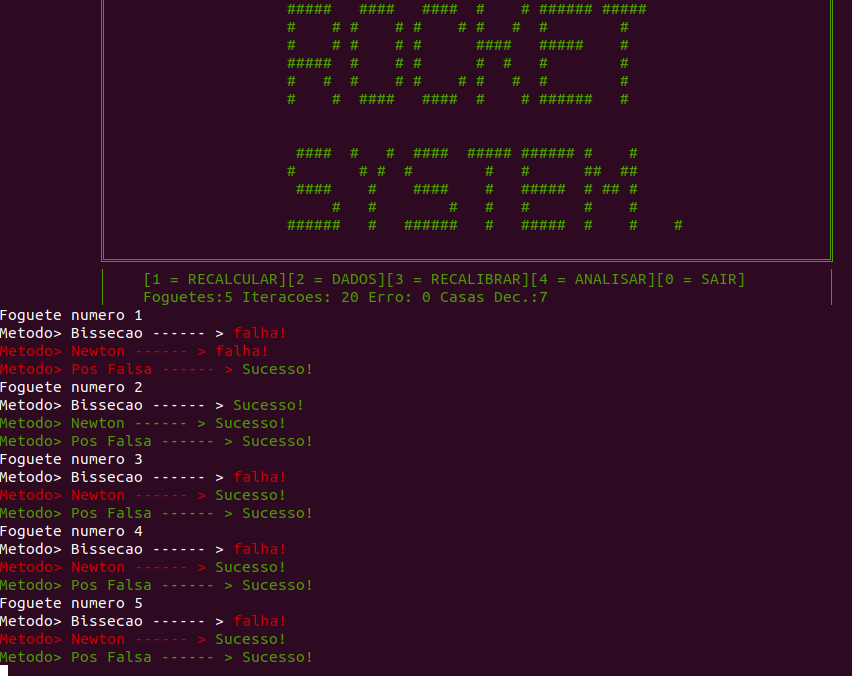 ROCKET
SYSTEM.
[1 = RECALCULAR][2 = DADOS][3 = RECALIBRAR][4 = ANALISAR][0 = SAIR]
Foguetes:5 Iteracoes: 20 Erro: 0 Casas Dec.:7
Foguete numero 1
Metodo> Bissecao ------ > falha!
Metodo> Newton ------ > falha!
Metodo> Pos Falsa ------ > Sucesso!
Foguete numero 2
Metodo> Bissecao ------ > Sucesso!
Metodo> Newton ------ > Sucesso!
Metodo> Pos Falsa ------ > Sucesso!
Foguete numero 3
Metodo> Bissecao ------ > falha!
Metodo> Newton ------ > Sucesso!
Metodo> Pos Falsa ------ > Sucesso!
Foguete numero 4
Metodo> Bissecao ------ > falha!
Metodo> Newton ------ > Sucesso!
Metodo> Pos Falsa ------ > Sucesso!
Foguete numero 5
Metodo> Bissecao ------ > falha!
Metodo> Newton ------ > Sucesso!
Metodo> Pos Falsa ------ > Sucesso!